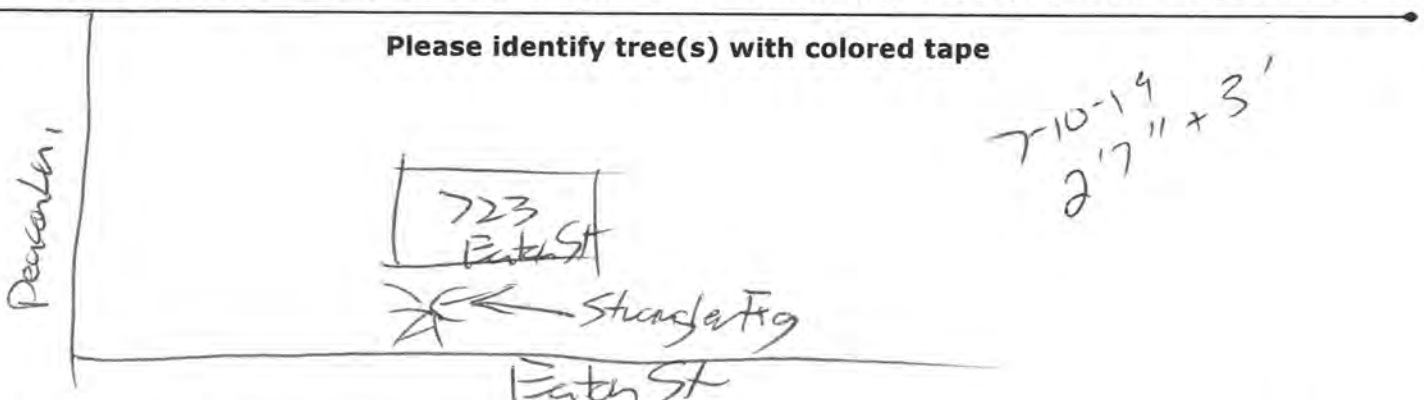 Please identify tree(s) with colored tape
7-10-14
2'7" + 3'
723
Eaton St
Strangler Fig
Eaton St